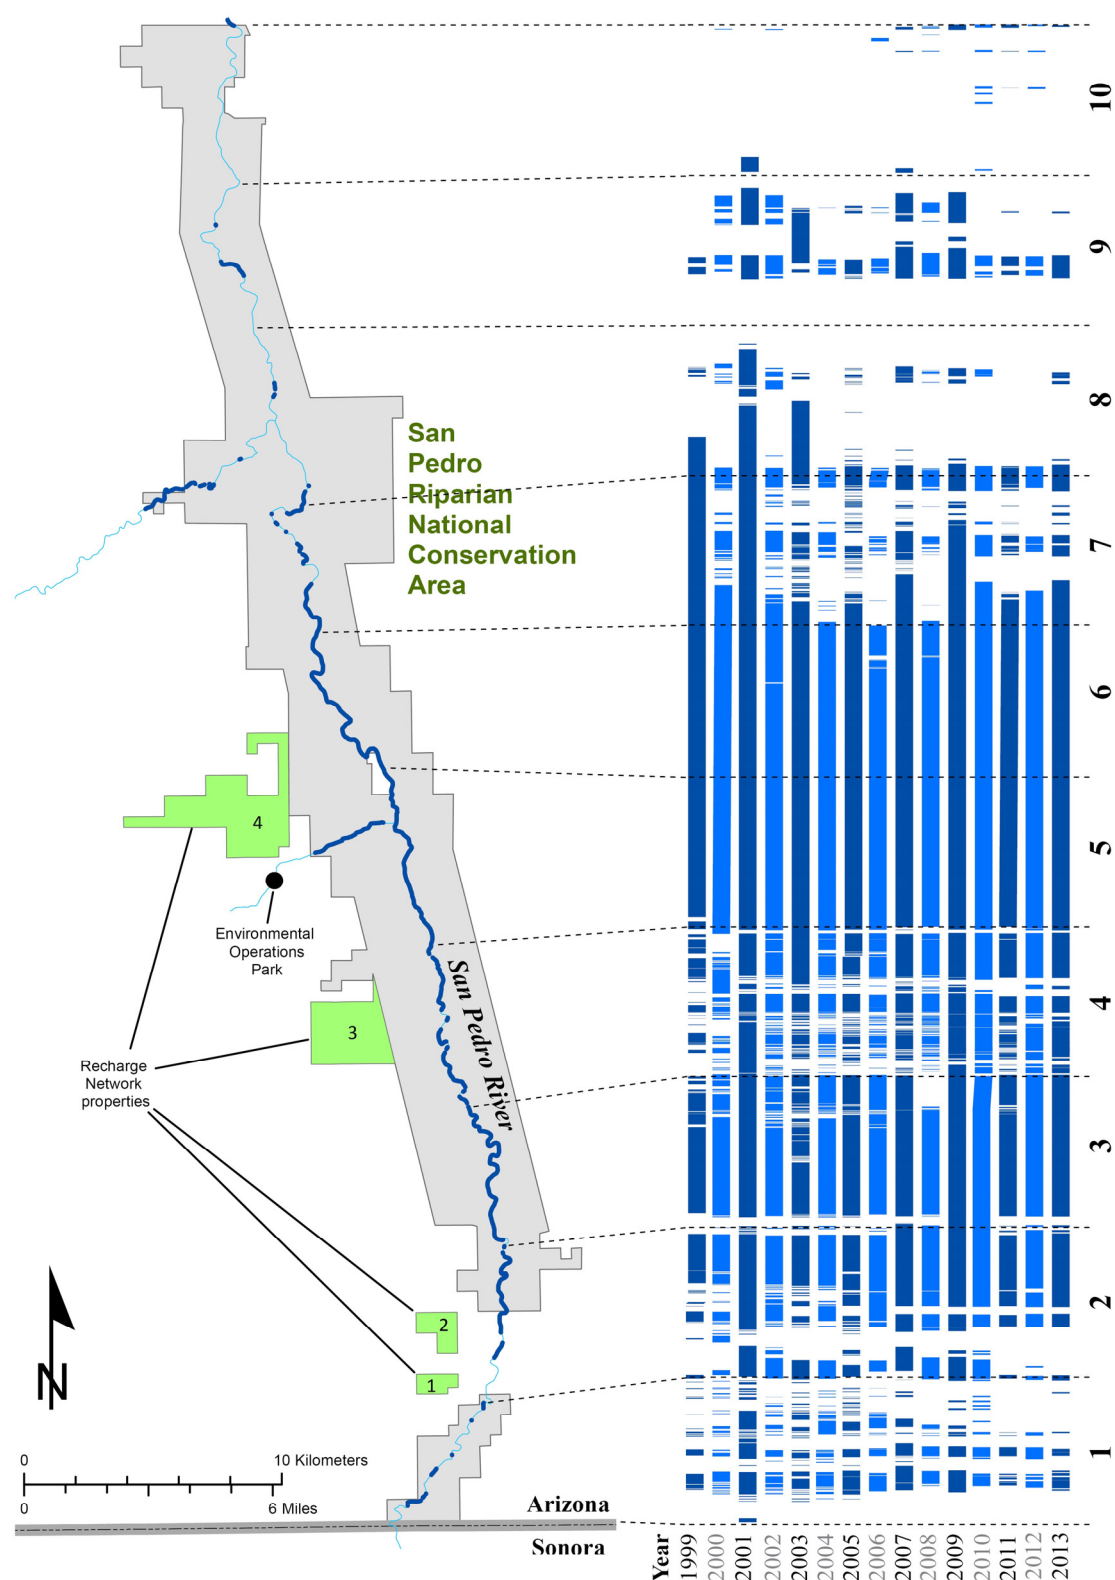 San
Pedro
Riparian
National
Conservation
Area
4
Environmental
Operations
Park
3
San Pedro River
Recharge
Network
properties
2
1
N
0 10 Kilometers
0 6 Miles
Arizona
Sonora
10
9
8
7
6
5
4
3
2
1
Year
1999
2000
2001
2002
2003
2004
2005
2006
2007
2008
2009
2010
2011
2012
2013